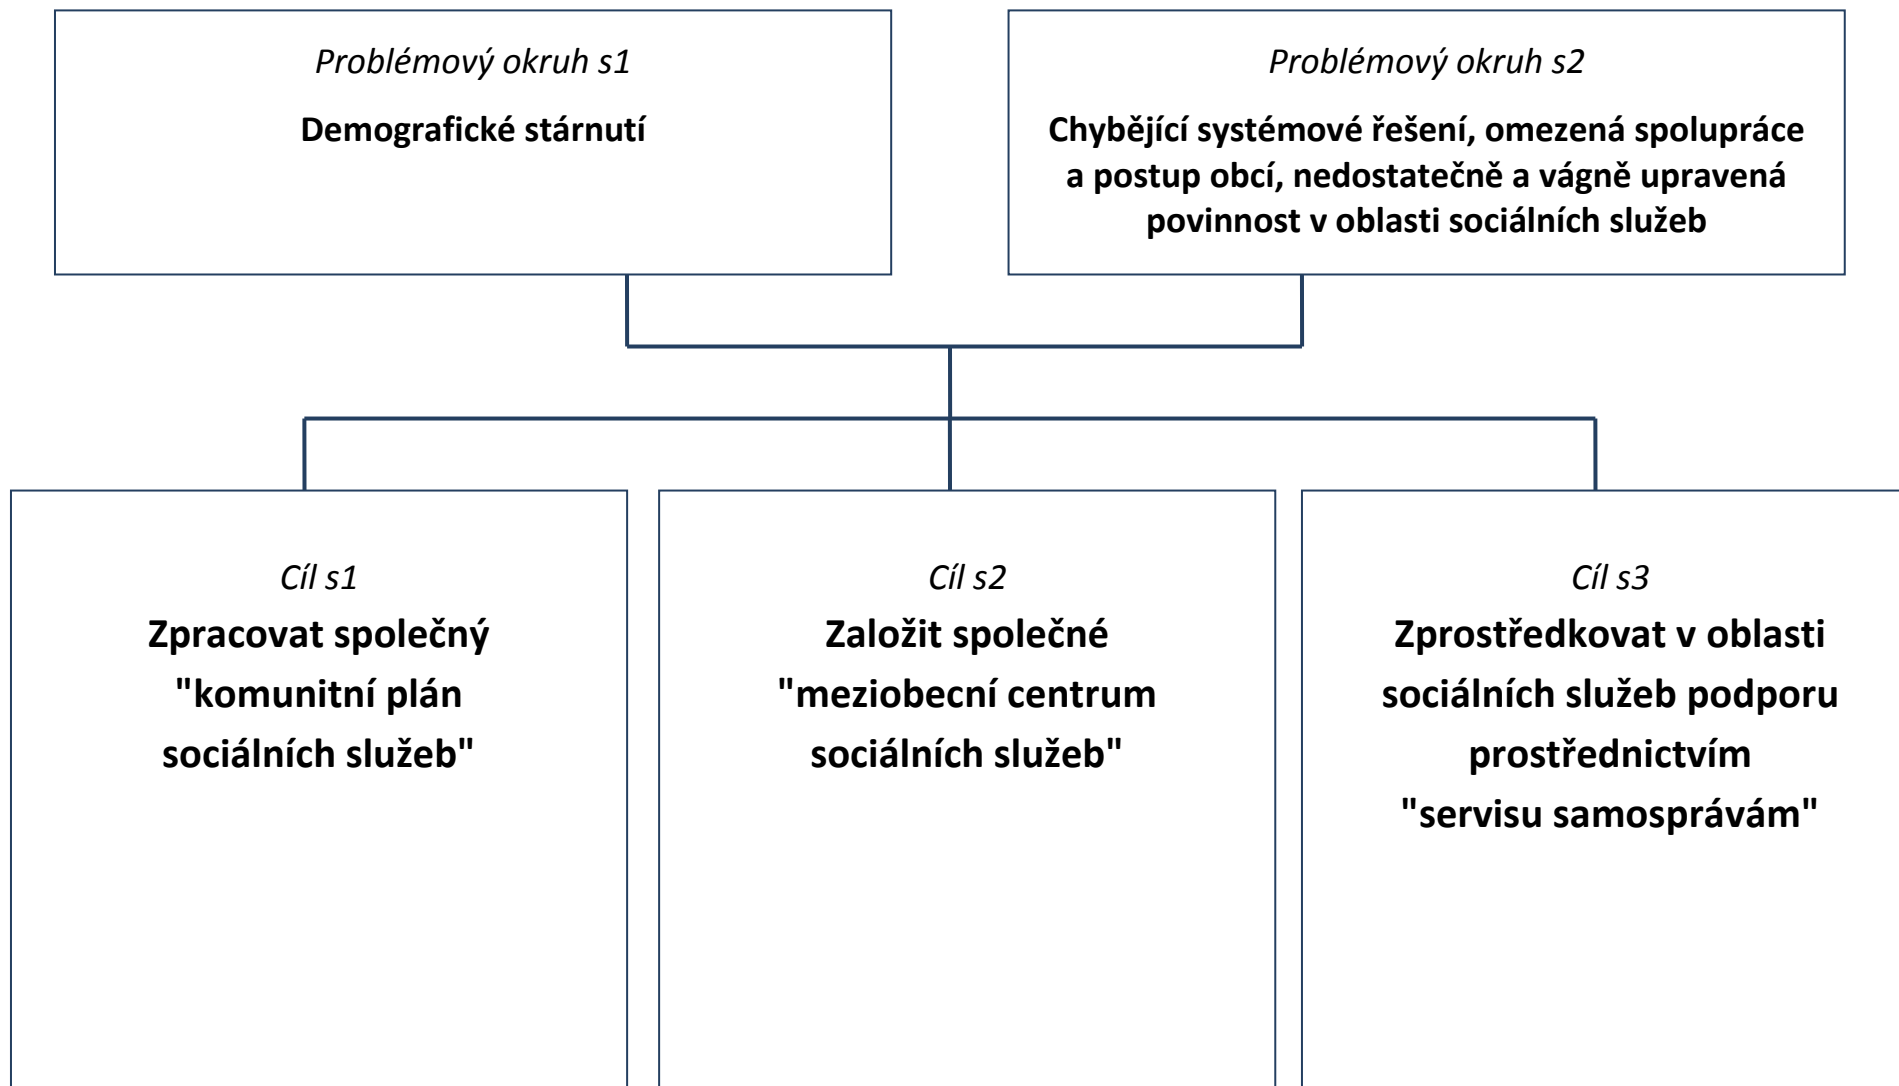 Problémový okruh s1
Demografické stárnutí
Problémový okruh s2
Chybějící systémové řešení, omezená spolupráce
a postup obcí, nedostatečně a vágně upravená
povinnost v oblasti sociálních služeb
Cíl s1
Zpracovat společný
"komunitní plán
sociálních služeb"
Cíl s2
Založit společné
"meziobecní centrum
sociálních služeb"
Cíl s3
Zprostředkovat v oblasti
sociálních služeb podporu
prostřednictvím
"servisu samosprávám"